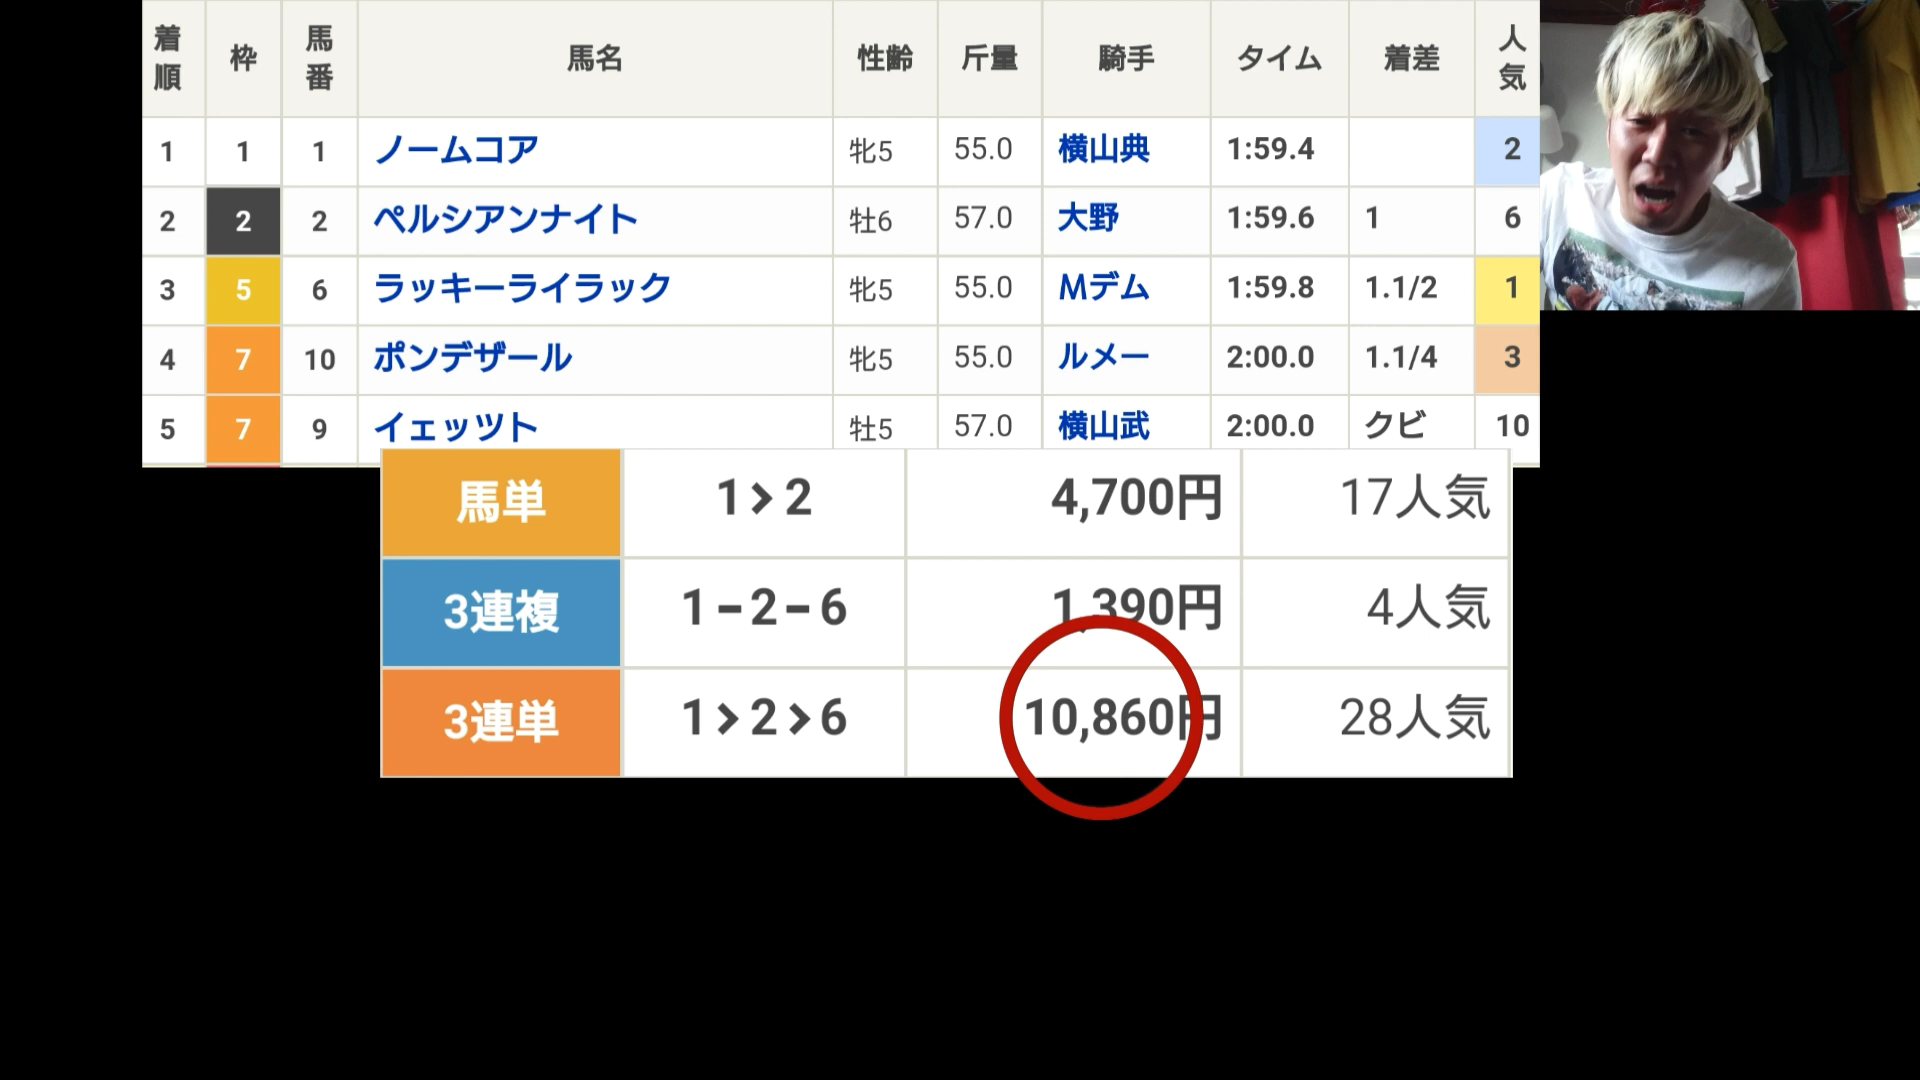 着順 枠 馬番 馬名 性齢 斤量 騎手 タイム 着差 人気
1 1 1 ノームコア 牝5 55.0 横山典 1:59.4 2
2 2 2 ペルシアンナイト 牡6 57.0 大野 1:59.6 1 6
3 5 6 ラッキーライラック 牝5 55.0 Mデム 1:59.8 1.1/2 1
4 7 10 ポンデザール 牝5 55.0 ルメー 2:00.0 1.1/4 3
5 7 9 イェッツト 牡5 57.0 横山武 2:00.0 クビ 10
馬単 1>2 4,700円 17人気
3連複 1-2-6 1,390円 4人気
3連単 1>2>6 10,860円 28人気